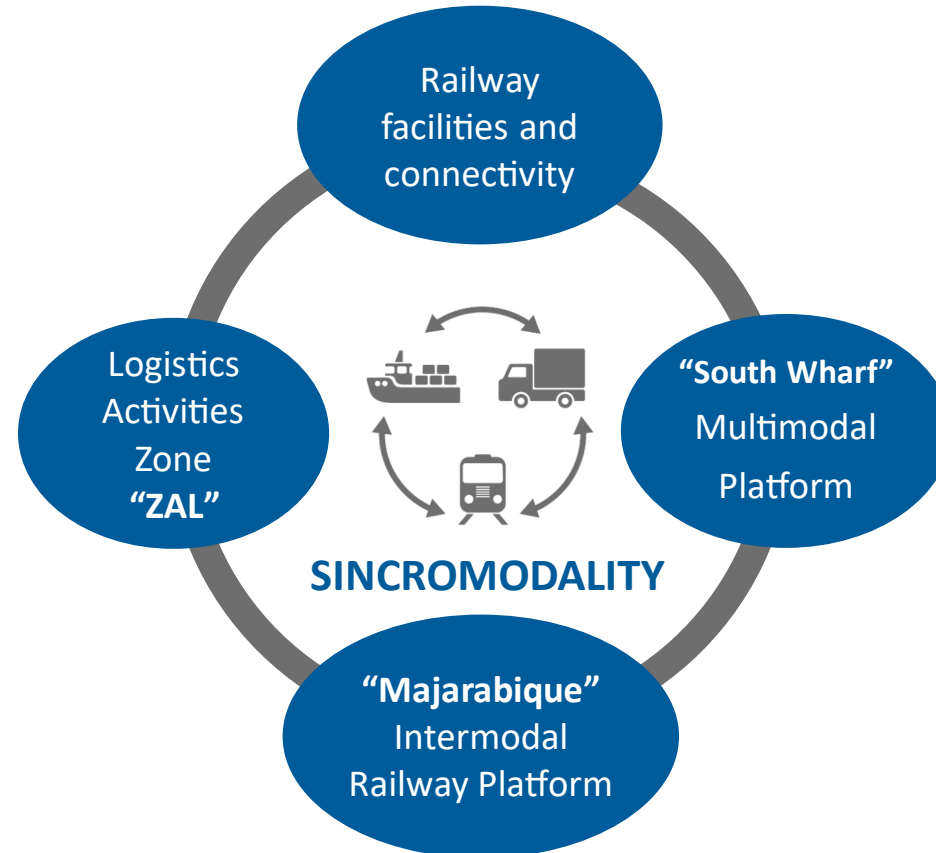 Railway
facilities and
connectivity
Logistics
Activities
Zone
“ZAL”
“South Wharf”
Multimodal
Platform
SINCROMODALITY
“Majarabique”
Intermodal
Railway Platform